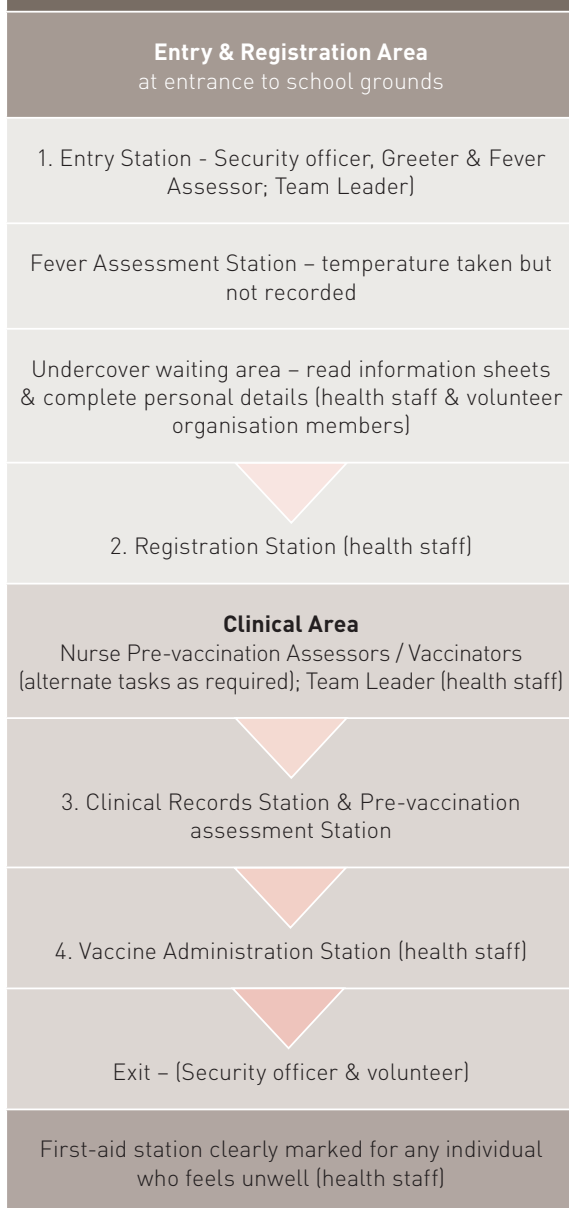 Entry & Registration Area
at entrance to school grounds
1. Entry Station - Security officer, Greeter & Fever
Assessor; Team Leader)
Fever Assessment Station – temperature taken but
not recorded
Undercover waiting area – read information sheets
& complete personal details (health staff & volunteer
organisation members)
2. Registration Station (health staff)
Clinical Area
Nurse Pre-vaccination Assessors / Vaccinators
(alternate tasks as required); Team Leader (health staff)
3. Clinical Records Station & Pre-vaccination
assessment Station
4. Vaccine Administration Station (health staff)
Exit – (Security officer & volunteer)
First-aid station clearly marked for any individual
who feels unwell (health staff)